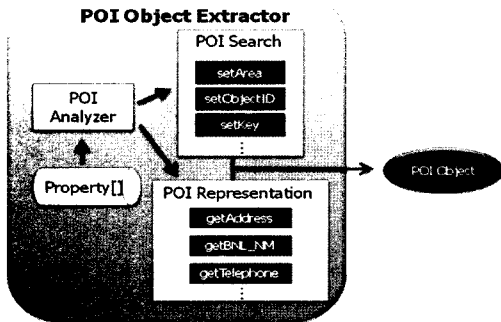 POI Object Extractor
POI Search
setArea
setObjectID
setKey
⋮
POI
Analyzer
Property[]
POI Object
POI Representation
getAddress
getBNL_NM
getTelephone
⋮